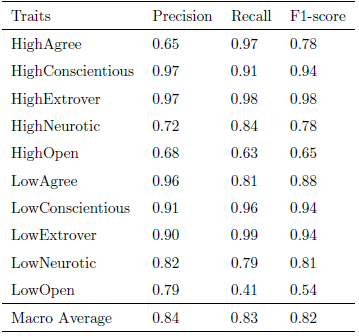 Traits Precision Recall F1-score
HighAgree 0.65 0.97 0.78
HighConscientious 0.97 0.91 0.94
HighExtrover 0.97 0.98 0.98
HighNeurotic 0.72 0.84 0.78
HighOpen 0.68 0.63 0.65
LowAgree 0.96 0.81 0.88
LowConscientious 0.91 0.96 0.94
LowExtrover 0.90 0.99 0.94
LowNeurotic 0.82 0.79 0.81
LowOpen 0.79 0.41 0.54
Macro Average 0.84 0.83 0.82